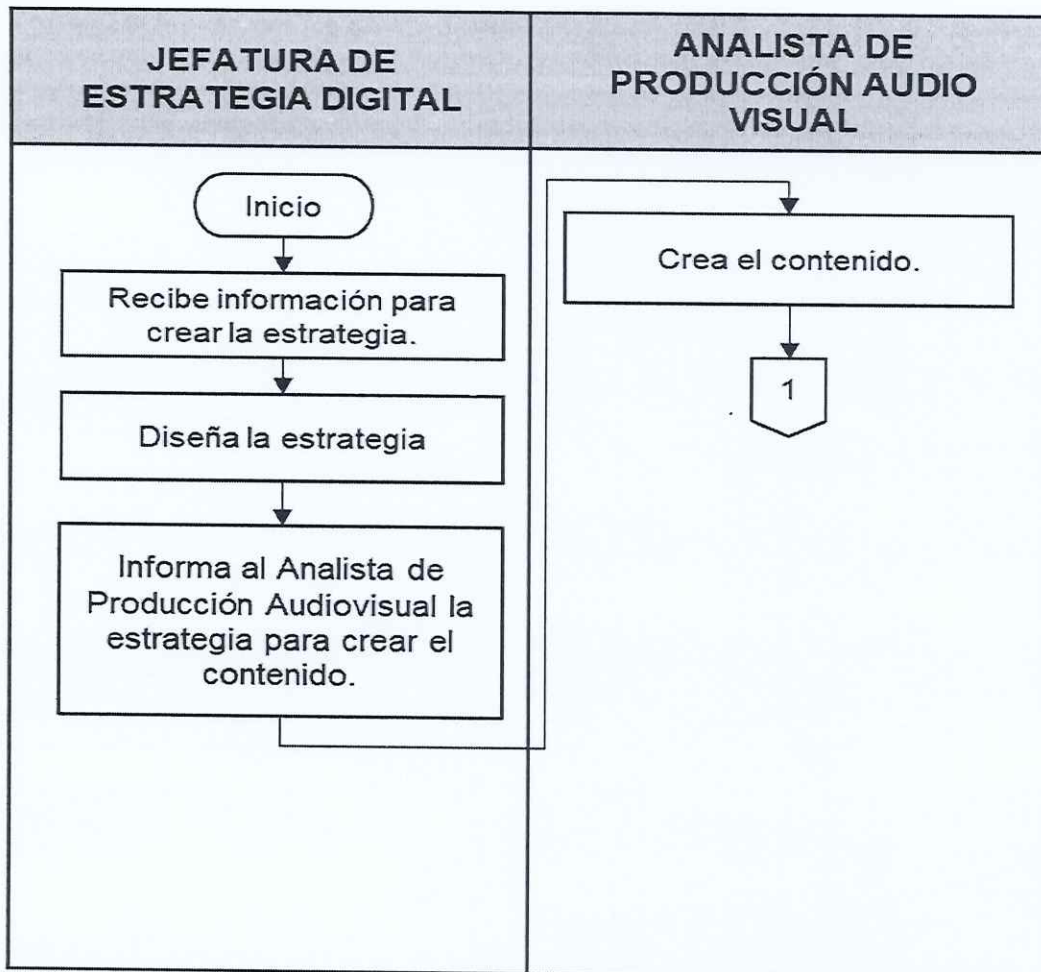 JEFATURA DE
ESTRATEGIA DIGITAL
ANALISTA DE
PRODUCCIÓN AUDIO
VISUAL
Inicio
Recibe información para
crear la estrategia.
Diseña la estrategia
Informa al Analista de
Producción Audiovisual la
estrategia para crear el
contenido.
Crea el contenido.
1